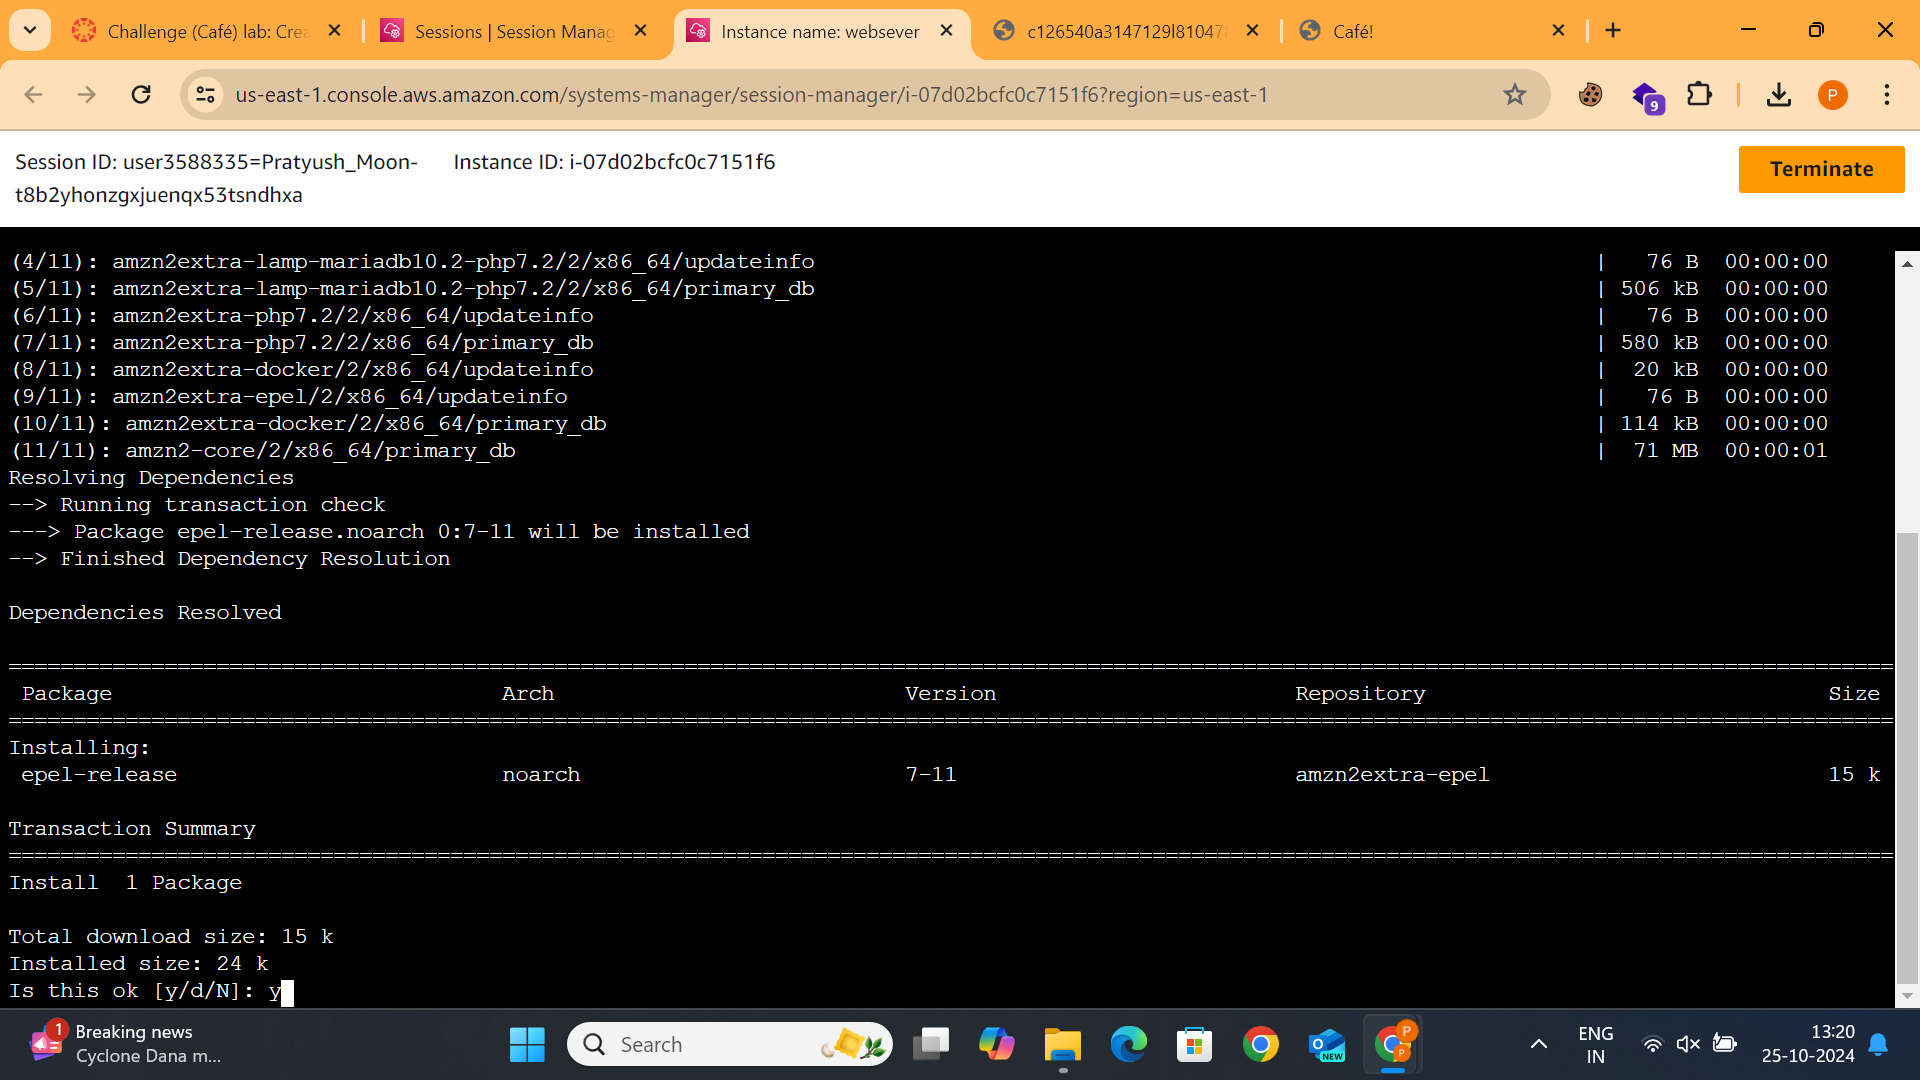 Challenge (Café) lab: Crea
Sessions | Session Manag
Instance name: websever
c126540a3147129l81047
Café!
us-east-1.console.aws.amazon.com/systems-manager/session-manager/i-07d02bcfc0c7151f6?region=us-east-1
9
P
Session ID: user3588335=Pratyush_Moon-
t8b2yhonzgxjuenqx53tsndhxa
Instance ID: i-07d02bcfc0c7151f6
Terminate
(4/11): amzn2extra-lamp-mariadb10.2-php7.2/2/x86_64/updateinfo | 76 B 00:00:00
(5/11): amzn2extra-lamp-mariadb10.2-php7.2/2/x86_64/primary_db | 506 kB 00:00:00
(6/11): amzn2extra-php7.2/2/x86_64/updateinfo | 76 B 00:00:00
(7/11): amzn2extra-php7.2/2/x86_64/primary_db | 580 kB 00:00:00
(8/11): amzn2extra-docker/2/x86_64/updateinfo | 20 kB 00:00:00
(9/11): amzn2extra-epel/2/x86_64/updateinfo | 76 B 00:00:00
(10/11): amzn2extra-docker/2/x86_64/primary_db | 114 kB 00:00:00
(11/11): amzn2-core/2/x86_64/primary_db | 71 MB 00:00:01
Resolving Dependencies
--> Running transaction check
---> Package epel-release.noarch 0:7-11 will be installed
--> Finished Dependency Resolution
Dependencies Resolved
================================================================================
Package Arch Version Repository Size
================================================================================
Installing:
epel-release noarch 7-11 amzn2extra-epel 15 k
Transaction Summary
================================================================================
Install 1 Package
Total download size: 15 k
Installed size: 24 k
Is this ok [y/d/N]: y
1
Breaking news
Cyclone Dana m...
Search
NEW
P
P
ENG
IN
13:20
25-10-2024